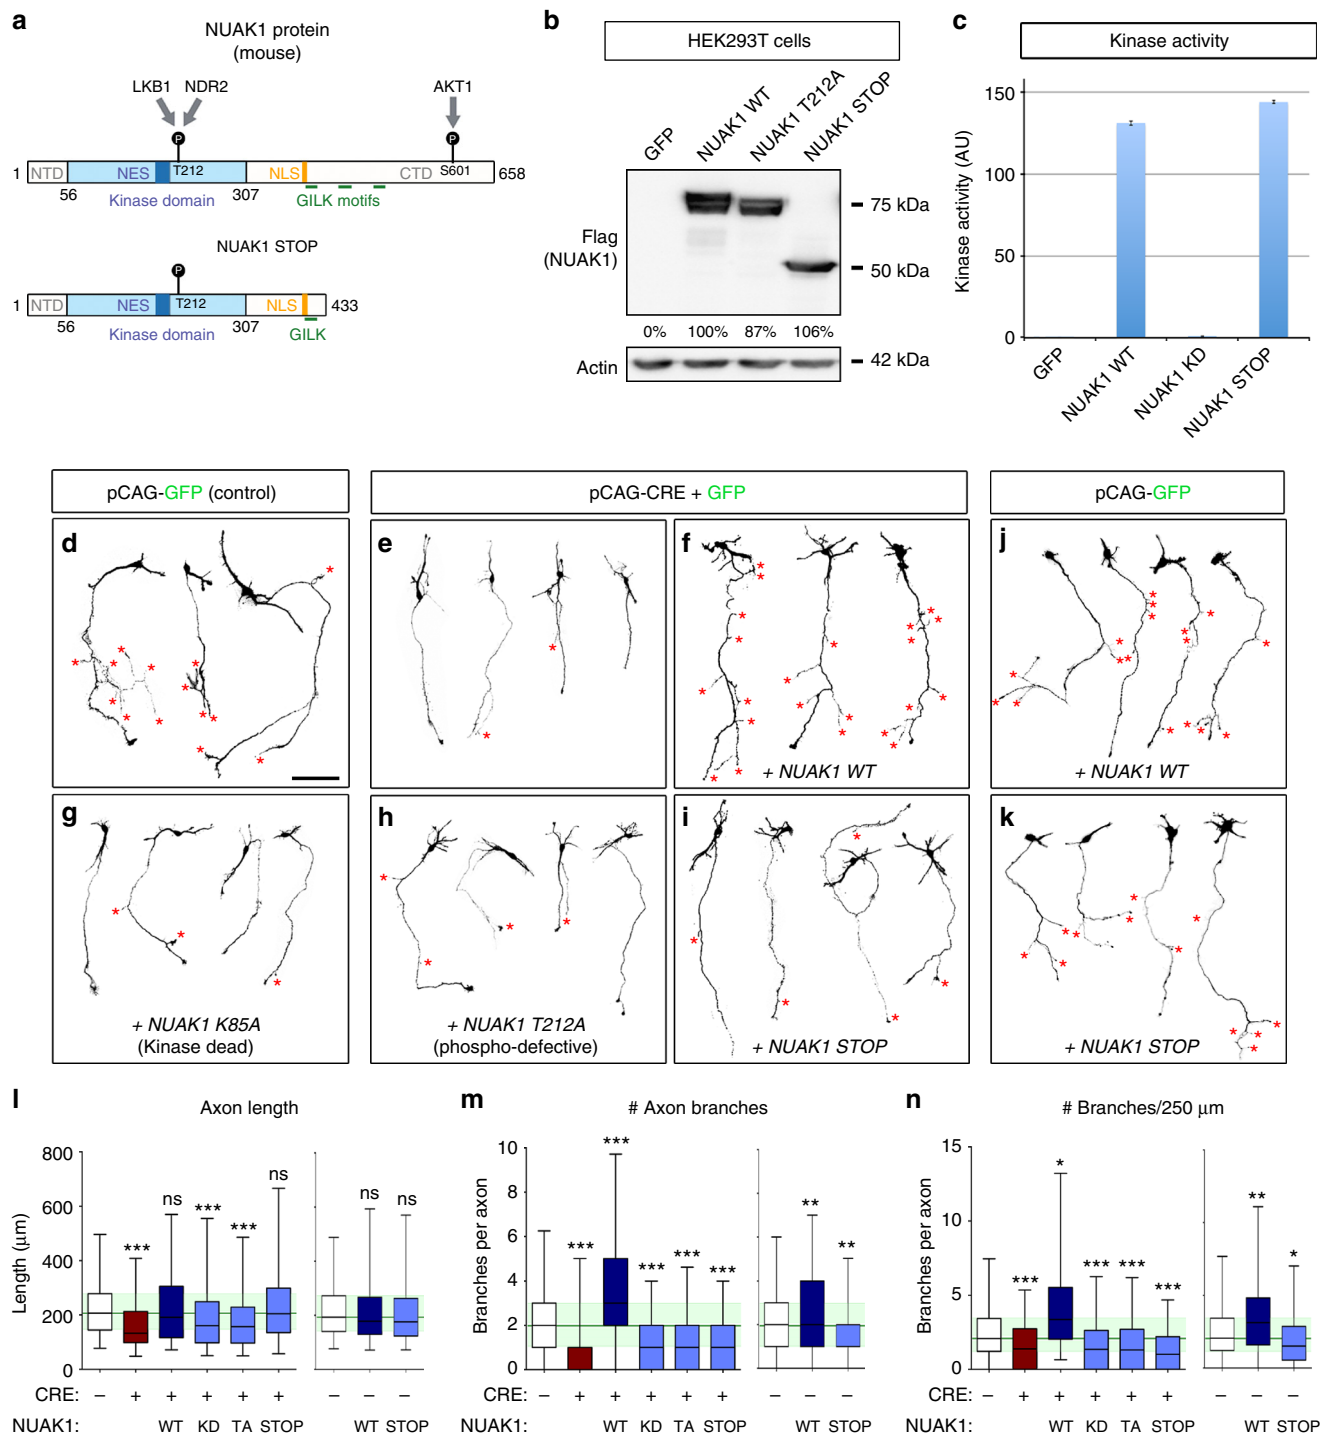 a
NUAK1 protein
(mouse)
LKB1 NDR2 AKT1
P P
1 NTD NES T212 NLS CTD S601 658
56 307
Kinase domain GILK motifs
NUAK1 STOP
P
1 NTD NES T212 NLS 433
56 307
Kinase domain GILK
b
HEK293T cells
GFP NUAK1 WT NUAK1 T212A NUAK1 STOP
Flag
(NUAK1)
75 kDa
50 kDa
0% 100% 87% 106%
Actin 42 kDa
c
Kinase activity
Kinase activity (AU)
150
100
50
0
GFP NUAK1 WT NUAK1 KD NUAK1 STOP
pCAG-GFP (control)
pCAG-CRE + GFP
pCAG-GFP
d
* * * * * * * * * * * * * *
e
* *
f
+ NUAK1 WT
j
+ NUAK1 WT
g
+ NUAK1 K85A
(Kinase dead)
h
+ NUAK1 T212A
(phospho-defective)
i
+ NUAK1 STOP
k
+ NUAK1 STOP
l
Axon length
Length (μm)
800
600
400
200
0
*** ns *** *** ns
ns ns
CRE: – + + + + + – – –
NUAK1: WT KD TA STOP WT STOP
m
# Axon branches
Branches per axon
10
8
6
4
2
0
*** *** *** *** ***
** **
CRE: – + + + + + – – –
NUAK1: WT KD TA STOP WT STOP
n
# Branches/250 μm
Branches per axon
15
10
5
0
*** * *** *** ***
** *
CRE: – + + + + + – – –
NUAK1: WT KD TA STOP WT STOP